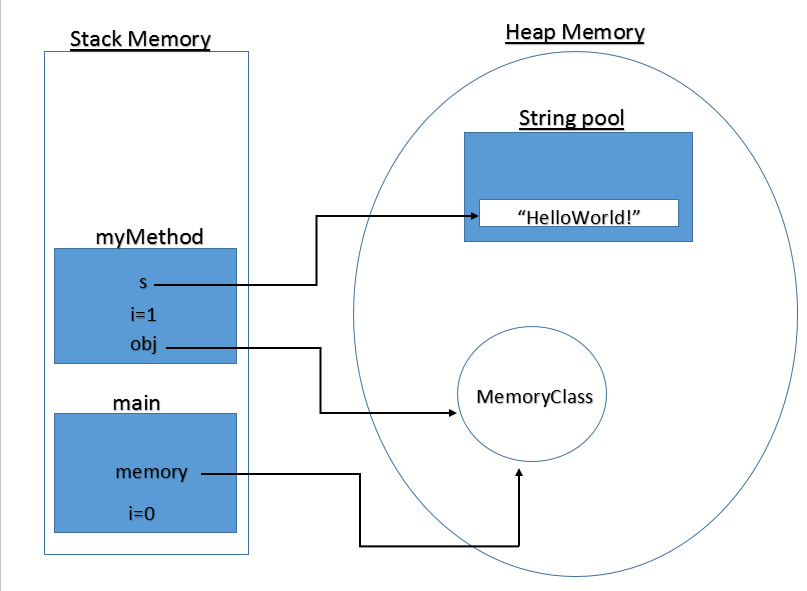 Stack Memory
Heap Memory
String pool
“HelloWorld!”
myMethod
s
i=1
obj
main
memory
i=0
MemoryClass